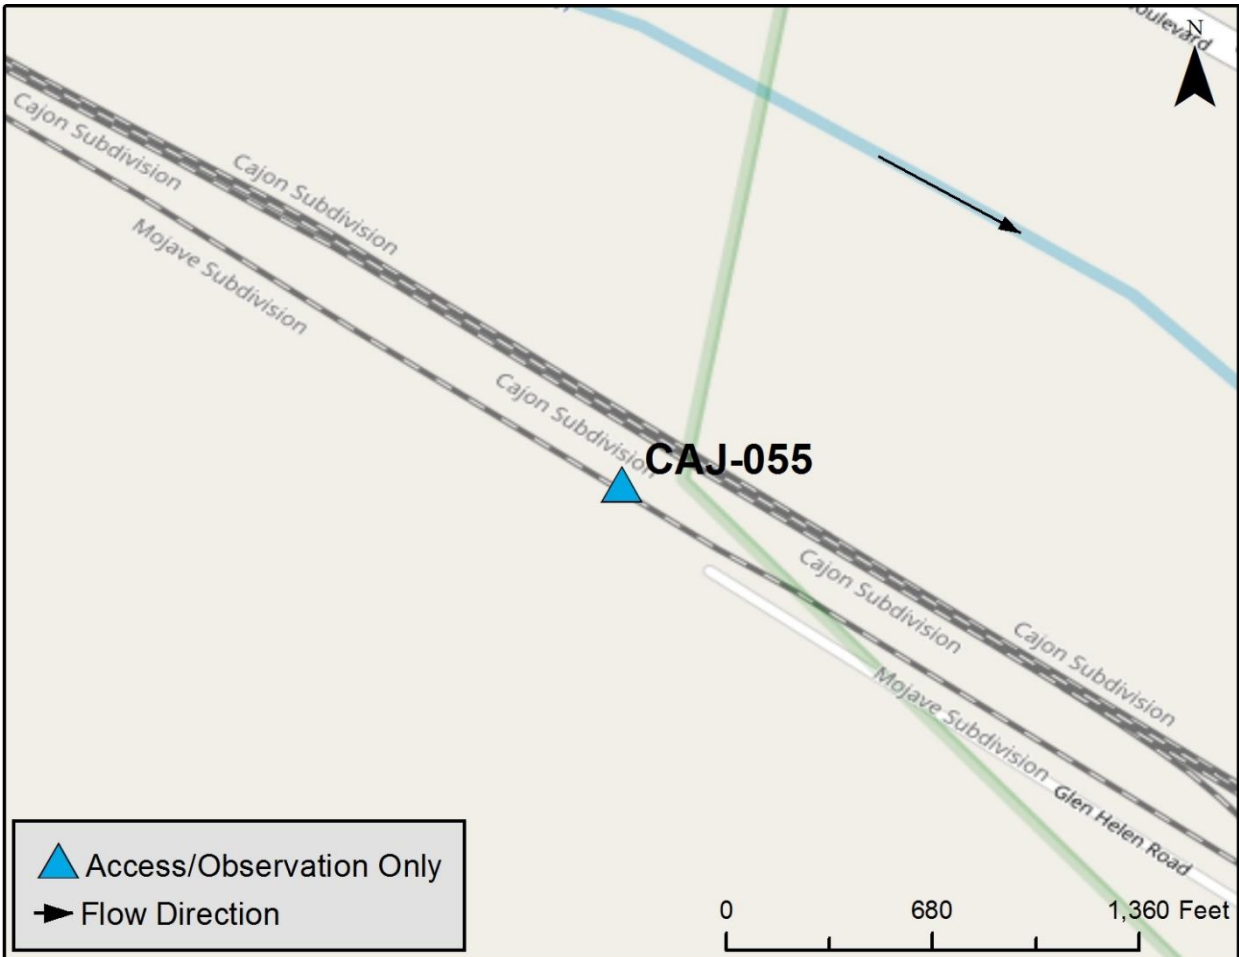 oulevard
N
Cajon Subdivision
Cajon Subdivision
Mojave Subdivision
Cajon Subdivision
CAJ-055
Cajon Subdivision
Cajon Subdivision
Mojave Subdivision
Glen Helen Road
Access/Observation Only
Flow Direction
0 680 1,360 Feet